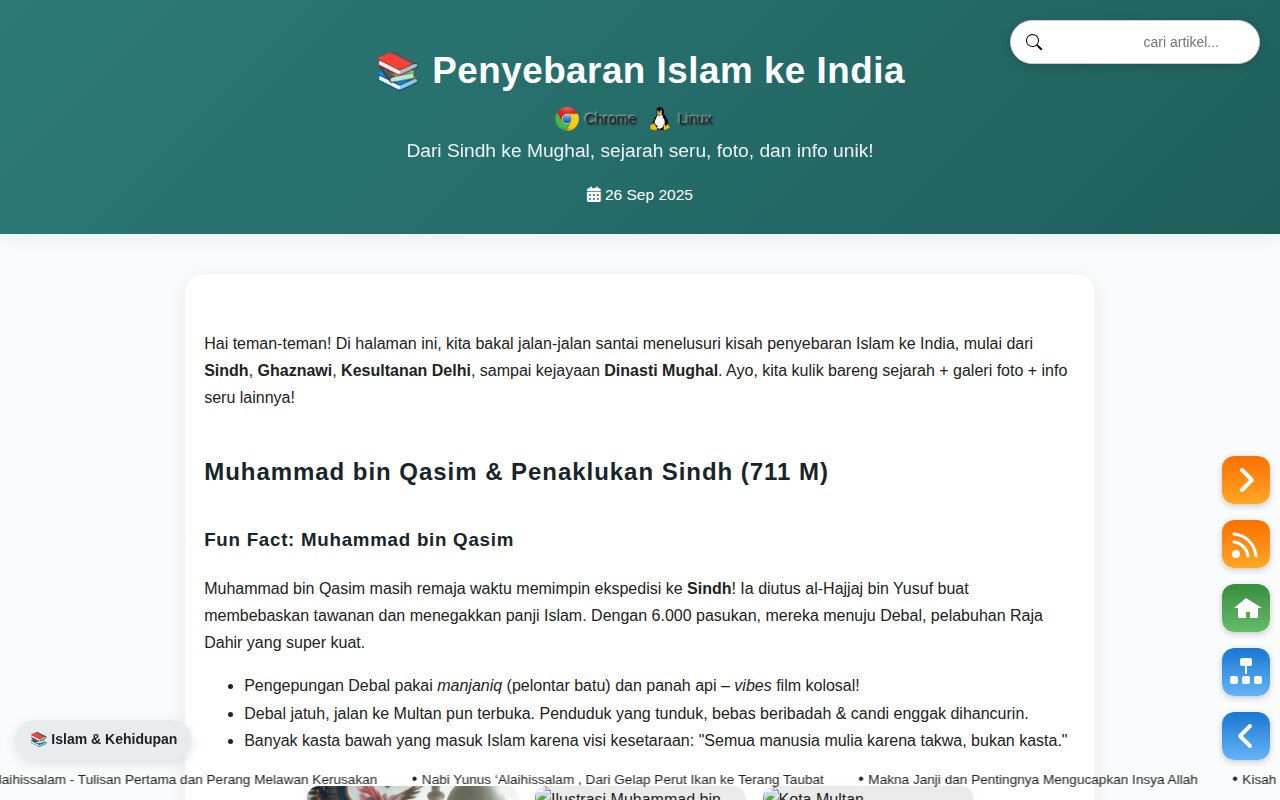 cari artikel...
📚 Penyebaran Islam ke India
Chrome Linux
Dari Sindh ke Mughal, sejarah seru, foto, dan info unik!
26 Sep 2025
Hai teman-teman! Di halaman ini, kita bakal jalan-jalan santai menelusuri kisah penyebaran Islam ke India, mulai dari
Sindh, Ghaznawi, Kesultanan Delhi, sampai kejayaan Dinasti Mughal. Ayo, kita kulik bareng sejarah + galeri foto + info
seru lainnya!
Muhammad bin Qasim & Penaklukan Sindh (711 M)
Fun Fact: Muhammad bin Qasim
Muhammad bin Qasim masih remaja waktu memimpin ekspedisi ke Sindh! Ia diutus al-Hajjaj bin Yusuf buat
membebaskan tawanan dan menegakkan panji Islam. Dengan 6.000 pasukan, mereka menuju Debal, pelabuhan Raja
Dahir yang super kuat.
• Pengepungan Debal pakai manjaniq (pelontar batu) dan panah api – vibes film kolosal!
• Debal jatuh, jalan ke Multan pun terbuka. Penduduk yang tunduk, bebas beribadah & candi enggak dihancurin.
• Banyak kasta bawah yang masuk Islam karena visi kesetaraan: "Semua manusia mulia karena takwa, bukan kasta."
📚 Islam & Kehidupan
laihissalam - Tulisan Pertama dan Perang Melawan Kerusakan • Nabi Yunus ‘Alaihissalam , Dari Gelap Perut Ikan ke Terang Taubat • Makna Janji dan Pentingnya Mengucapkan Insya Allah • Kisah
Ilustrasi Muhammad bin Kota Multan